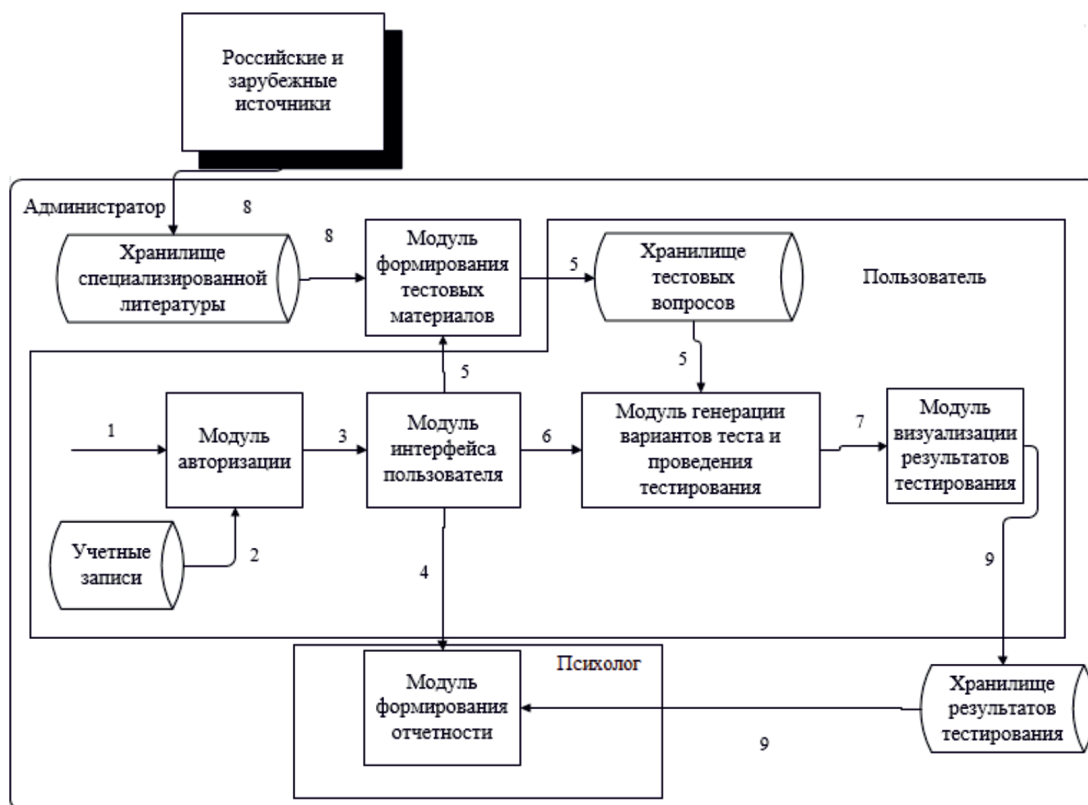 Российские и
зарубежные
источники
Администратор
8
8
Хранилище
специализированной
литературы
Модуль
формирования
тестовых
материалов
5
Хранилище
тестовых
вопросов
Пользователь
5
5
1
Модуль
авторизации
3
Модуль
интерфейса
пользователя
6
Модуль генерации
вариантов теста и
проведения
тестирования
7
Модуль
визуализации
результатов
тестирования
Учетные
записи
2
4
9
Психолог
Модуль
формирования
отчетности
9
Хранилище
результатов
тестирования